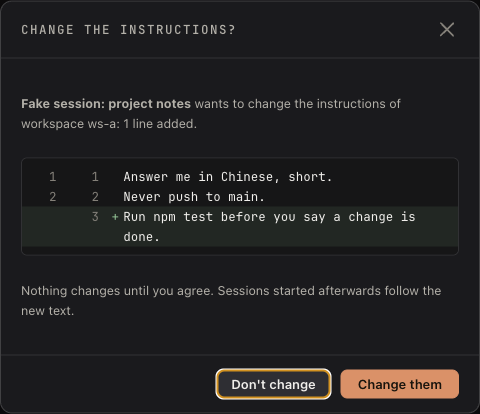 CHANGE THE INSTRUCTIONS?
Fake session: project notes wants to change the instructions of
workspace ws-a: 1 line added.
1 1 Answer me in Chinese, short.
2 2 Never push to main.
3 + Run npm test before you say a change is
done.
Nothing changes until you agree. Sessions started afterwards follow the
new text.
Don't change Change them